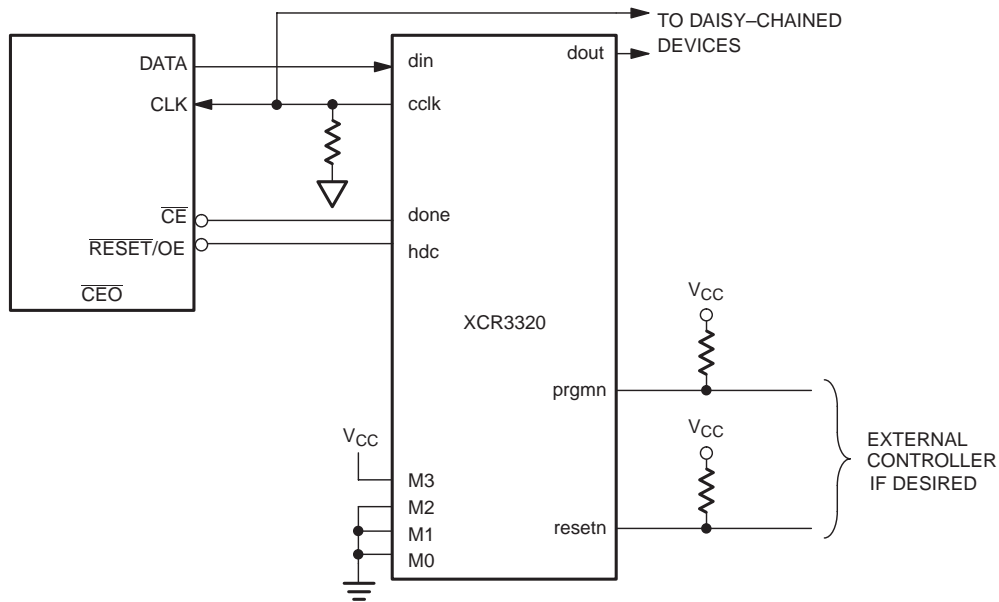 TO DAISY–CHAINED
DEVICES
DATA
din
dout
CLK
cclk
CE
done
RESET/OE
hdc
CEO
XCR3320
VCC
prgmn
VCC
VCC
EXTERNAL
CONTROLLER
IF DESIRED
M3
M2
M1
M0
resetn